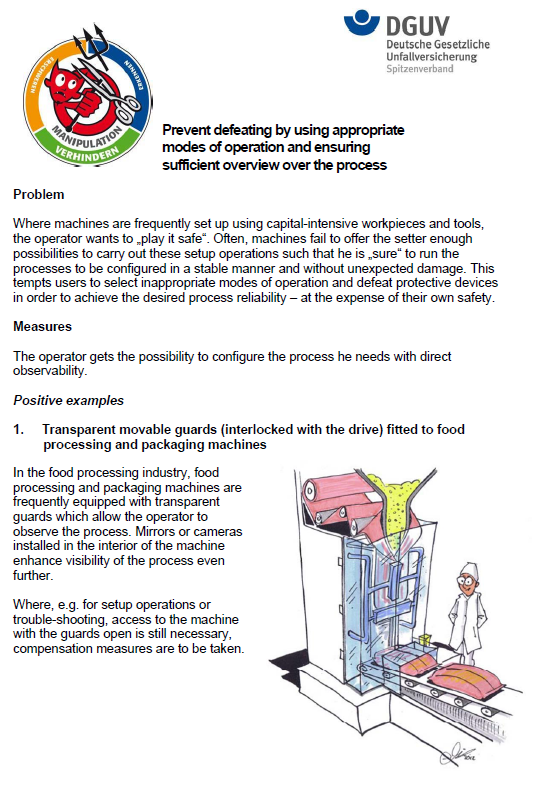 DGUV
Deutsche Gesetzliche
Unfallversicherung
Spitzenverband
ERSCHWEREN
ERKENNEN
MANIPULATION
VERHINDERN
Prevent defeating by using appropriate
modes of operation and ensuring
sufficient overview over the process
Problem
Where machines are frequently set up using capital-intensive workpieces and tools,
the operator wants to „play it safe“. Often, machines fail to offer the setter enough
possibilities to carry out these setup operations such that he is „sure“ to run the
processes to be configured in a stable manner and without unexpected damage. This
tempts users to select inappropriate modes of operation and defeat protective devices
in order to achieve the desired process reliability – at the expense of their own safety.
Measures
The operator gets the possibility to configure the process he needs with direct
observability.
Positive examples
1. Transparent movable guards (interlocked with the drive) fitted to food
processing and packaging machines
In the food processing industry, food
processing and packaging machines are
frequently equipped with transparent
guards which allow the operator to
observe the process. Mirrors or cameras
installed in the interior of the machine
enhance visibility of the process even
further.
Where, e.g. for setup operations or
trouble-shooting, access to the machine
with the guards open is still necessary,
compensation measures are to be taken.
2012